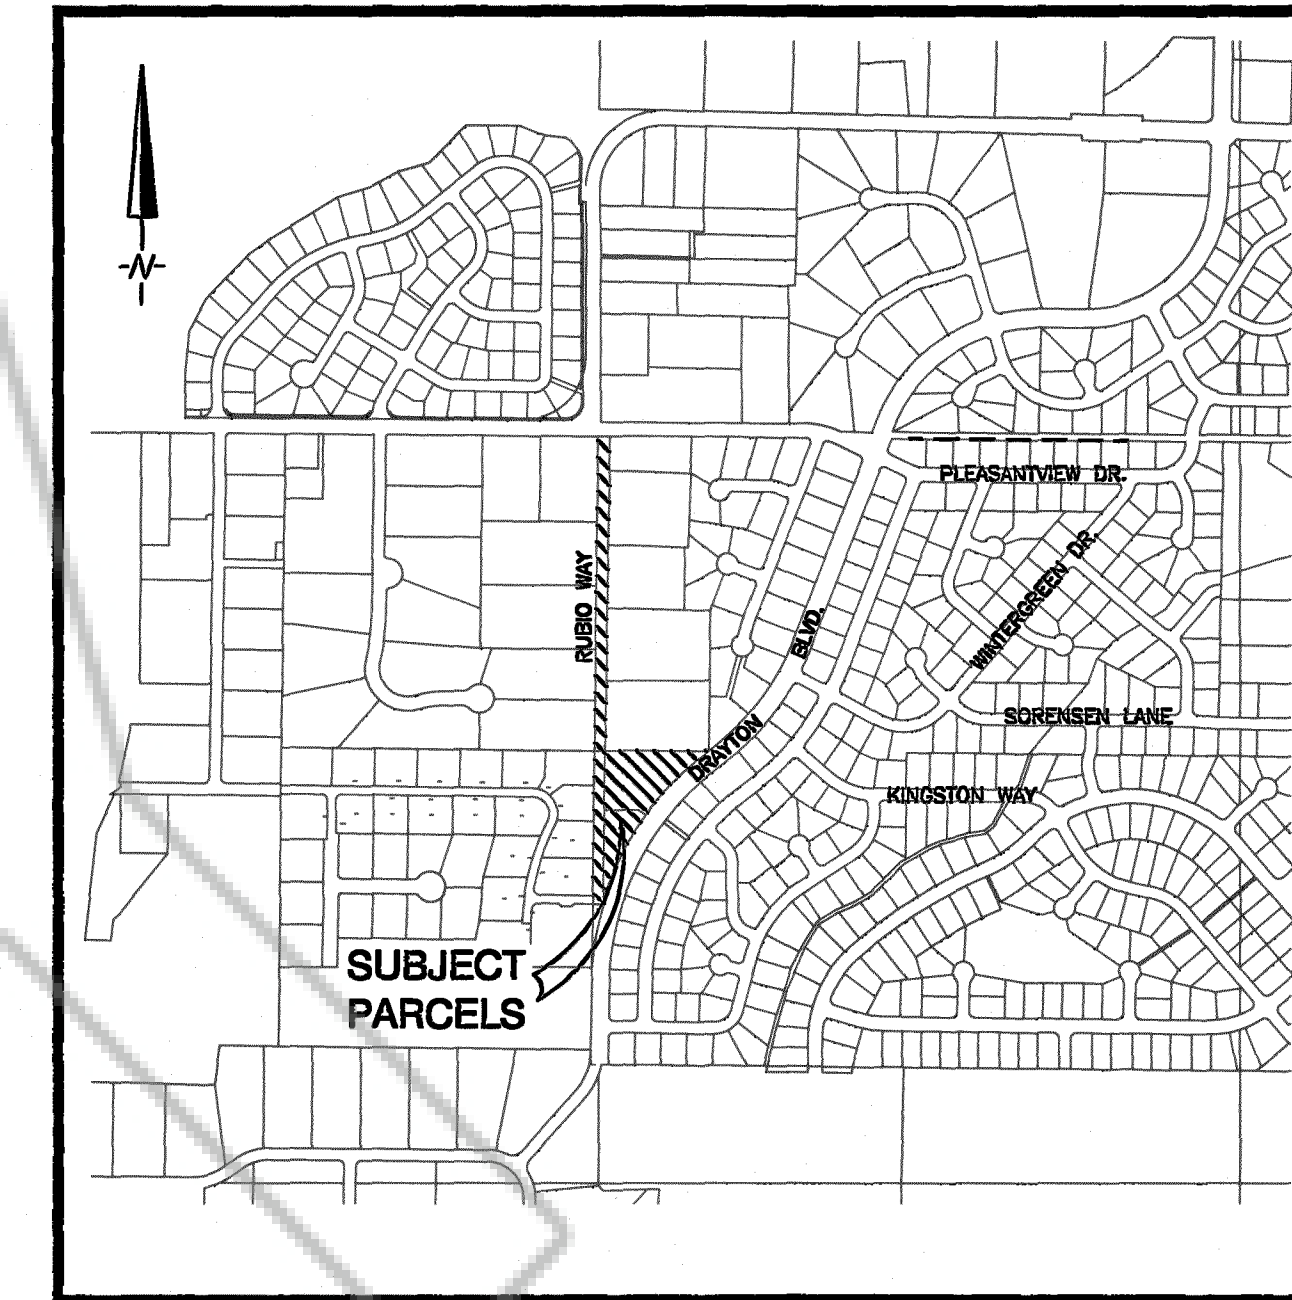 -N-
PLEASANTVIEW DR.
WINTERGREEN DR.
RUBIO WAY
BLVD.
DRAYTON
SORENSEN LANE
KINGSTON WAY
SUBJECT
PARCELS